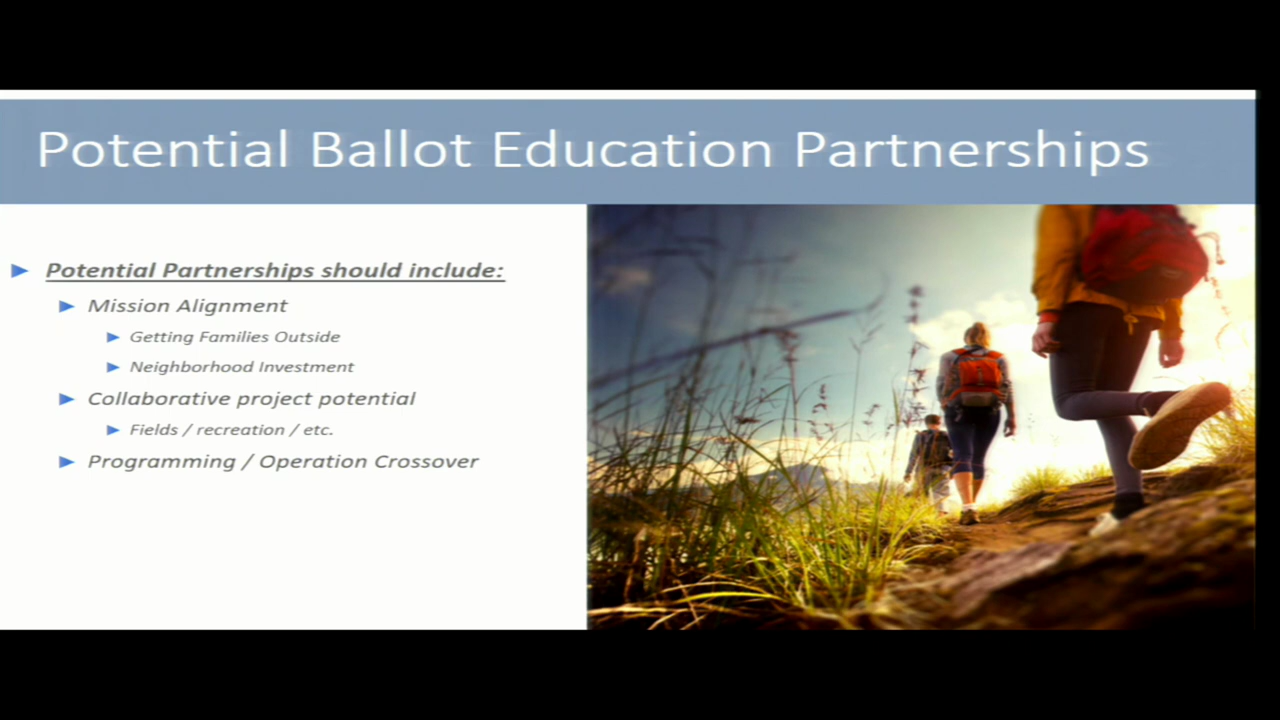 Potential Ballot Education Partnerships
Potential Partnerships should include:
Mission Alignment
Getting Families Outside
Neighborhood Investment
Collaborative project potential
Fields / recreation / etc.
Programming / Operation Crossover